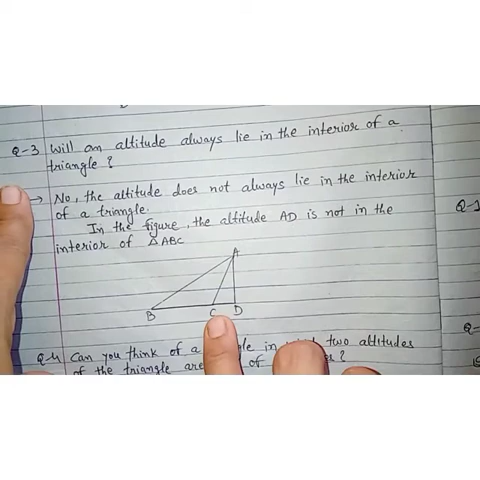 Q-3 Will an altitude always lie in the interior of a
triangle ?
→ No, the altitude does not always lie in the interior
of a triangle.
In the figure, the altitude AD is not in the
interior of △ABC
A
B C D
Q-4 Can you think of a in two altitudes
of the triangle are of ?
Q-
Q-